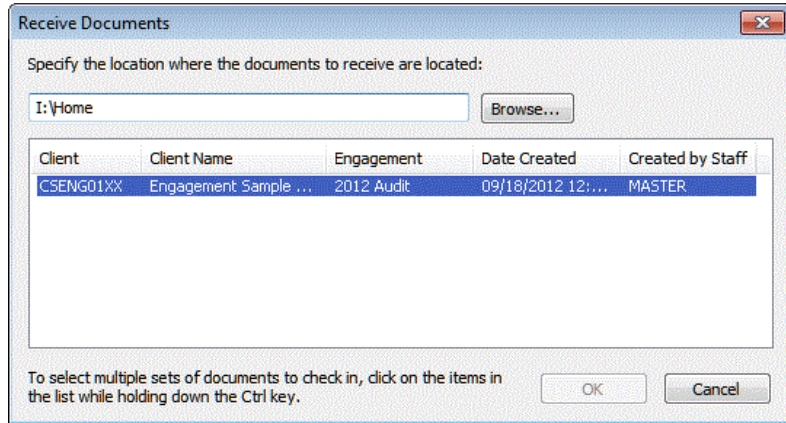 Receive Documents
Specify the location where the documents to receive are located:
I:\Home
Browse...
Client Client Name Engagement Date Created Created by Staff
CSENG01XX Engagement Sample ... 2012 Audit 09/18/2012 12:... MASTER
To select multiple sets of documents to check in, click on the items in
the list while holding down the Ctrl key.
OK
Cancel